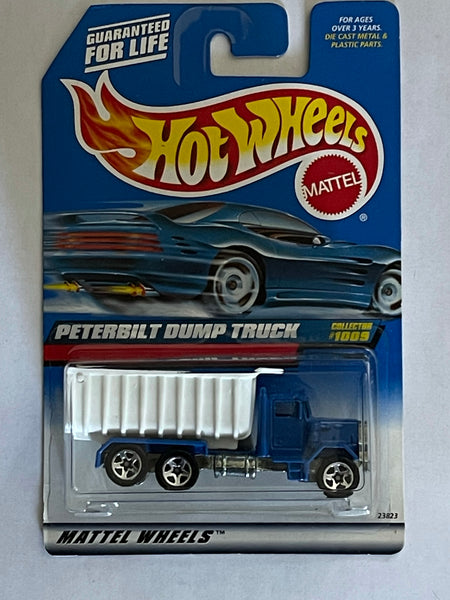 GUARANTEED
FOR LIFE
FOR AGES
OVER 3 YEARS.
DIE CAST METAL &
PLASTIC PARTS.
HOT WHEELS
MATTEL
®
PETERBILT DUMP TRUCK
COLLECTOR
#1009
23823
MATTEL WHEELS™